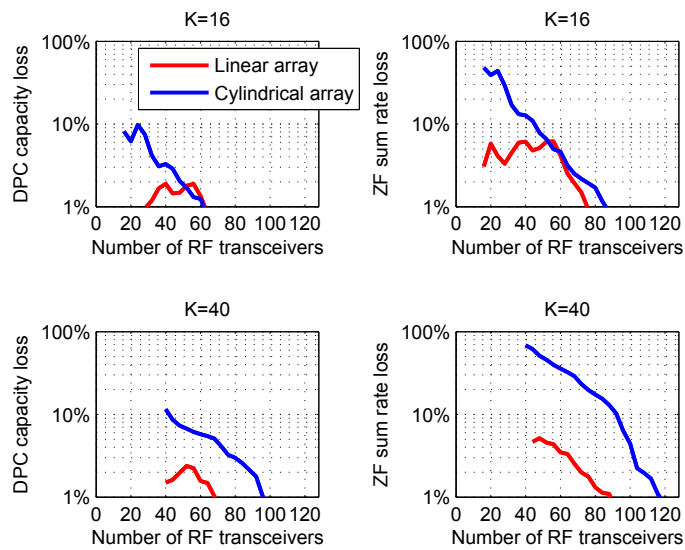 K=16
100%
10%
1%
DPC capacity loss
Linear array
Cylindrical array
0 20 40 60 80 100 120
Number of RF transceivers
K=16
100%
10%
1%
ZF sum rate loss
0 20 40 60 80 100 120
Number of RF transceivers
K=40
100%
10%
1%
DPC capacity loss
0 20 40 60 80 100 120
Number of RF transceivers
K=40
100%
10%
1%
ZF sum rate loss
0 20 40 60 80 100 120
Number of RF transceivers